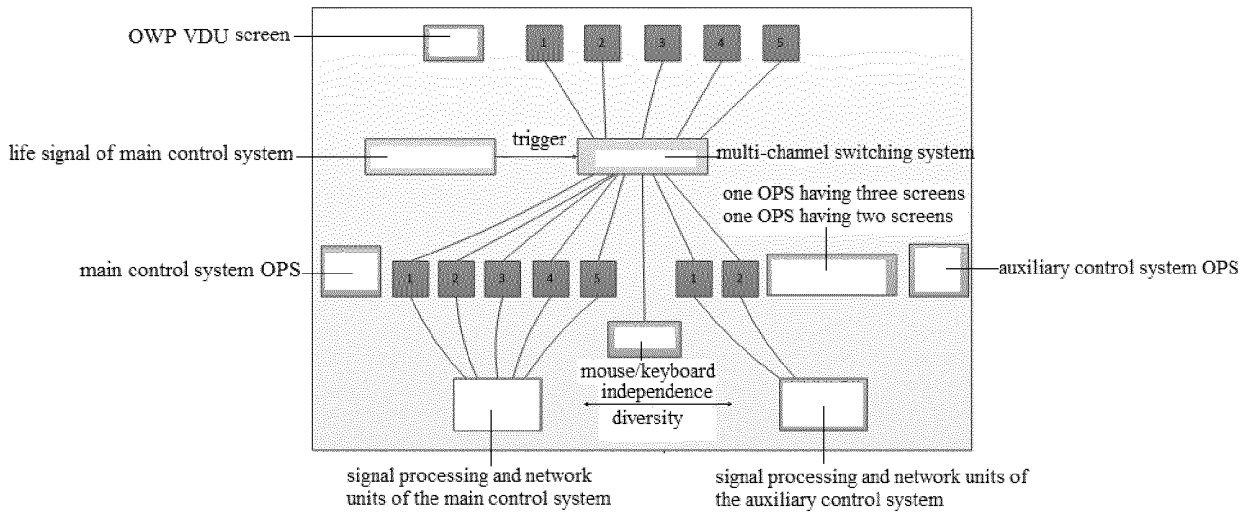 OWP VDU screen
1 2 3 4 5
life signal of main control system
trigger
multi-channel switching system
one OPS having three screens
one OPS having two screens
main control system OPS
1 2 3 4 5
1 2
auxiliary control system OPS
mouse/keyboard
independence
diversity
signal processing and network
units of the main control system
signal processing and network units of
the auxiliary control system